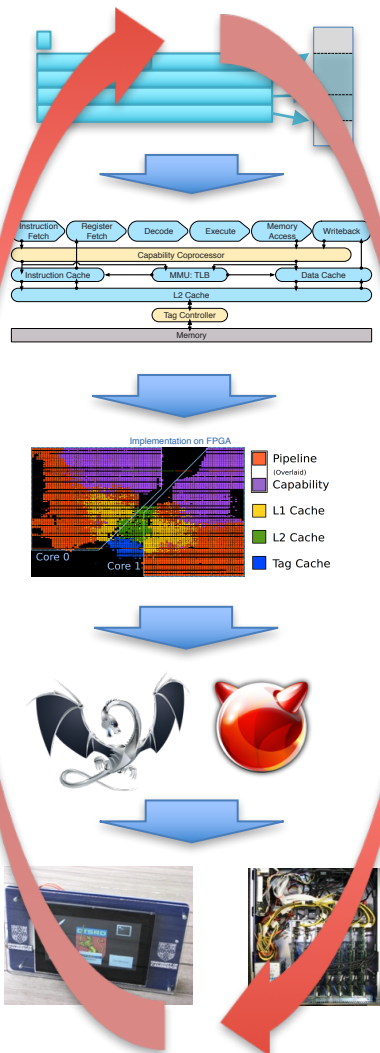 Instruction
Fetch
Register
Fetch
Decode
Execute
Memory
Access
Writeback
Capability Coprocessor
Instruction Cache
MMU: TLB
Data Cache
L2 Cache
Tag Controller
Memory
Implementation on FPGA
Pipeline
(Overlaid)
Capability
L1 Cache
L2 Cache
Tag Cache
Core 0
Core 1